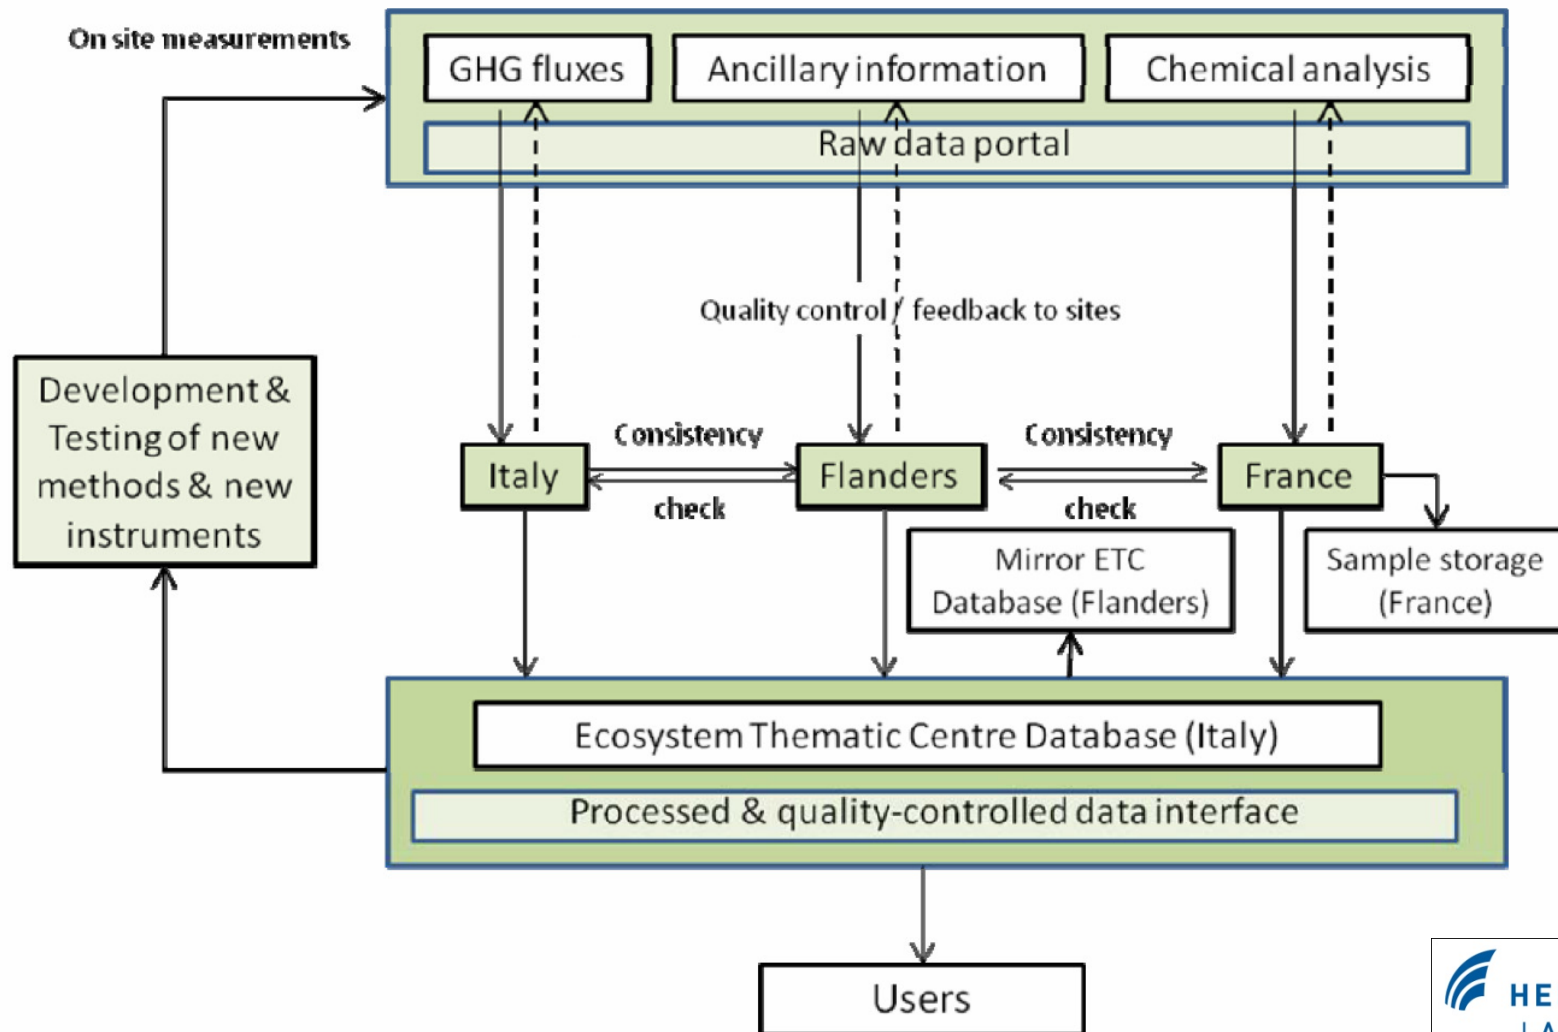 On site measurements
GHG fluxes
Ancillary information
Chemical analysis
Raw data portal
Quality control / feedback to sites
Development &
Testing of new
methods & new
instruments
Consistency
check
Consistency
check
Italy
Flanders
France
Mirror ETC
Database (Flanders)
Sample storage
(France)
Ecosystem Thematic Centre Database (Italy)
Processed & quality-controlled data interface
Users
HE